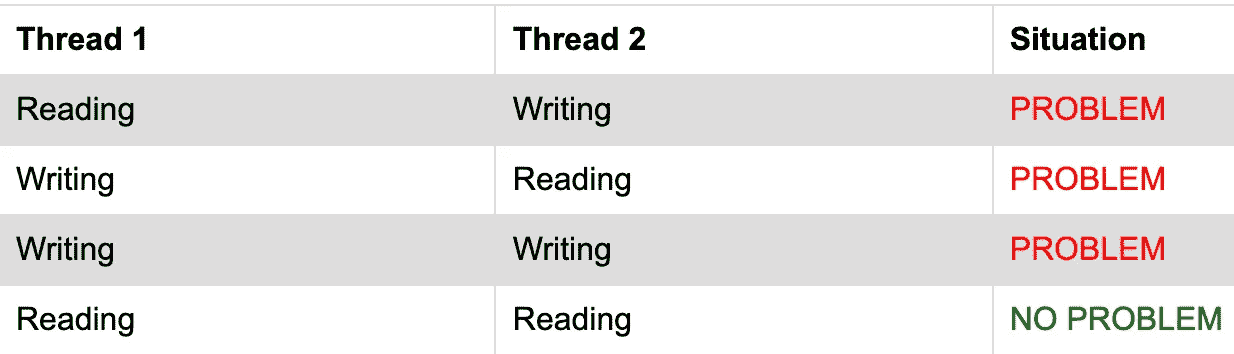 Thread 1 Thread 2 Situation
Reading Writing PROBLEM
Writing Reading PROBLEM
Writing Writing PROBLEM
Reading Reading NO PROBLEM